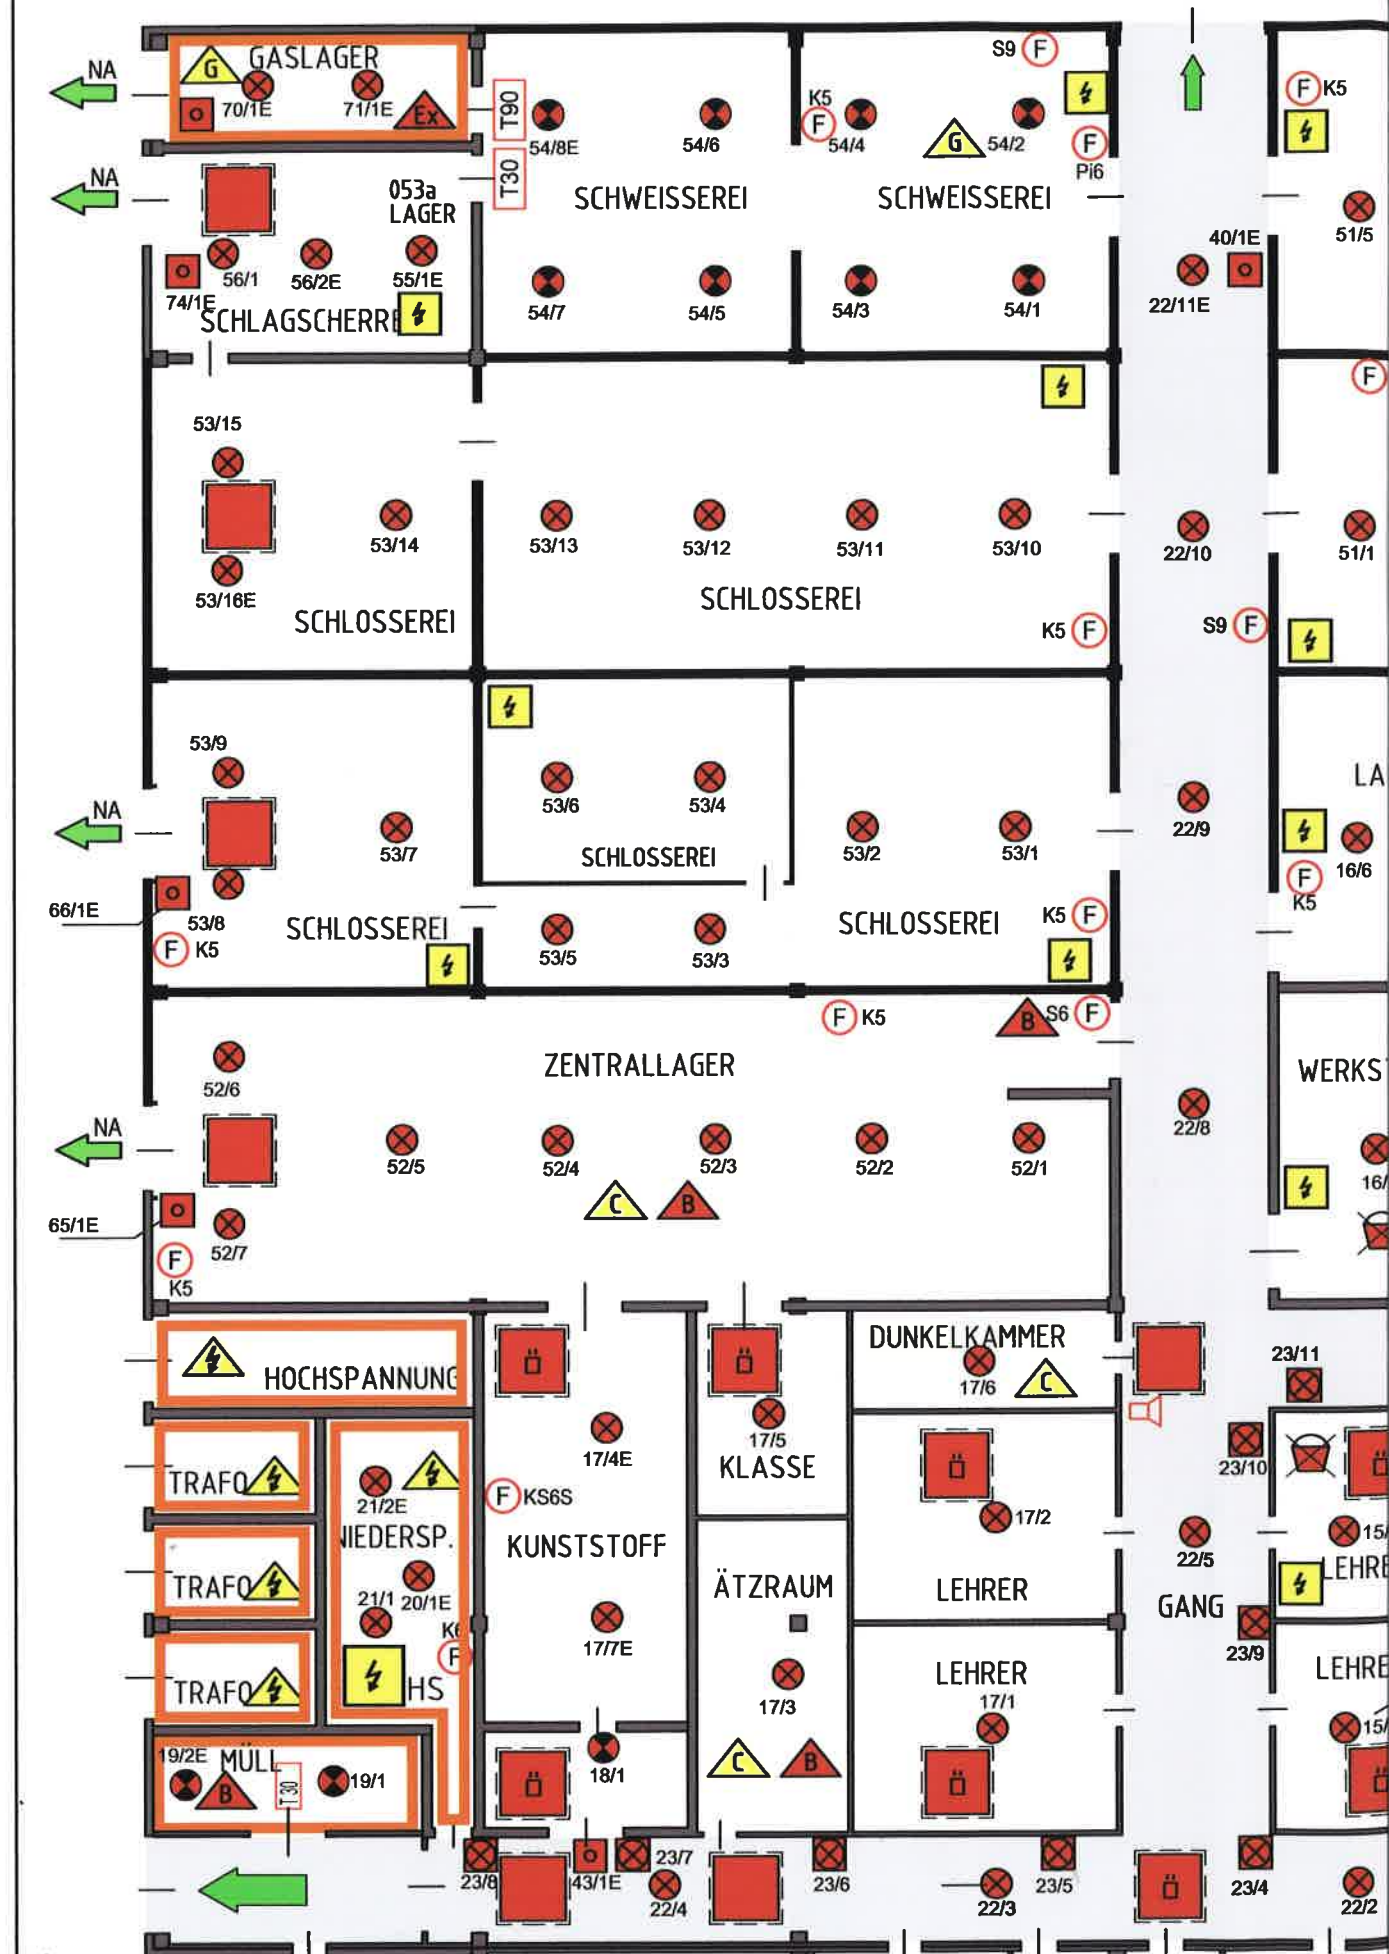 NA
G
GASLAGER
70/1E
71/1E
Ex
T90
T30
54/8E
54/6
K5
F
54/4
S9
F
G
54/2
F
Pi6
F
K5
NA
053a
LAGER
SCHWEISSEREI
SCHWEISSEREI
51/5
56/1
56/2E
55/1E
74/1E
SCHLAGSCHERRE
54/7
54/5
54/3
54/1
40/1E
22/11E
F
53/15
53/14
53/16E
SCHLOSSEREI
53/13
53/12
53/11
53/10
SCHLOSSEREI
K5
F
22/10
S9
F
51/1
53/9
NA
53/7
53/8
66/1E
F
K5
SCHLOSSEREI
53/6
53/4
SCHLOSSEREI
53/5
53/3
53/2
53/1
SCHLOSSEREI
K5
F
22/9
LA
16/6
F
K5
F
K5
B
S6
F
ZENTRALLAGER
52/6
NA
52/5
52/4
52/3
52/2
52/1
C
B
65/1E
52/7
F
K5
22/8
WERKS
16/
HOCHSPANNUNG
Ü
Ü
DUNKELKAMMER
17/6
C
23/11
TRAFO
21/2E
NIEDERSP.
17/4E
F
KS6S
KUNSTSTOFF
17/5
KLASSE
Ü
17/2
LEHRER
23/10
Ü
15/
LEHRE
22/5
GANG
TRAFO
21/1
20/1E
K6
F
HS
17/7E
ÄTZRAUM
17/3
C
B
LEHRER
17/1
Ü
23/9
LEHRE
15/
Ü
TRAFO
19/2E
MÜLL
B
T30
19/1
Ü
18/1
23/8
43/1E
23/7
22/4
23/6
22/3
23/5
Ü
23/4
22/2